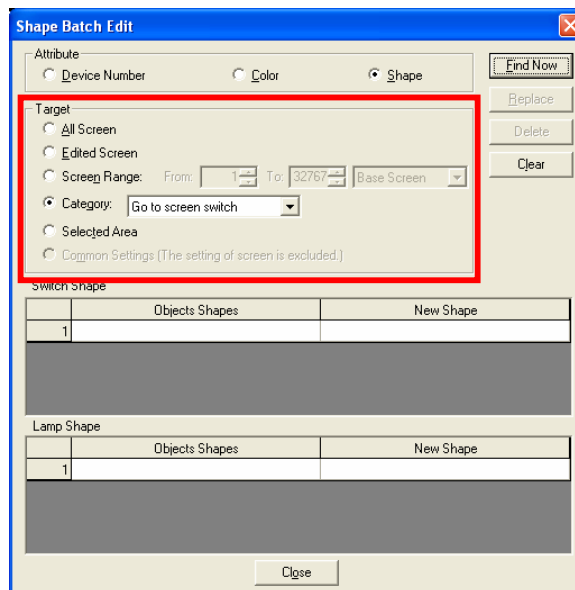 Shape Batch Edit
Attribute
Device Number Color Shape
Find Now
Replace
Delete
Clear
Target
All Screen
Edited Screen
Screen Range: From: 1 To: 32767 Base Screen
Category: Go to screen switch
Selected Area
Common Settings (The setting of screen is excluded.)
Switch Shape
Objects Shapes New Shape
1
Lamp Shape
Objects Shapes New Shape
1
Close